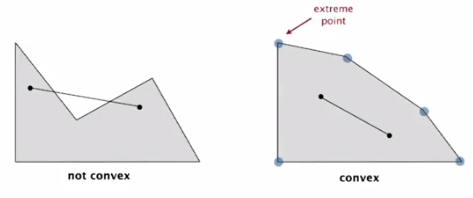 extreme
point
not convex
convex